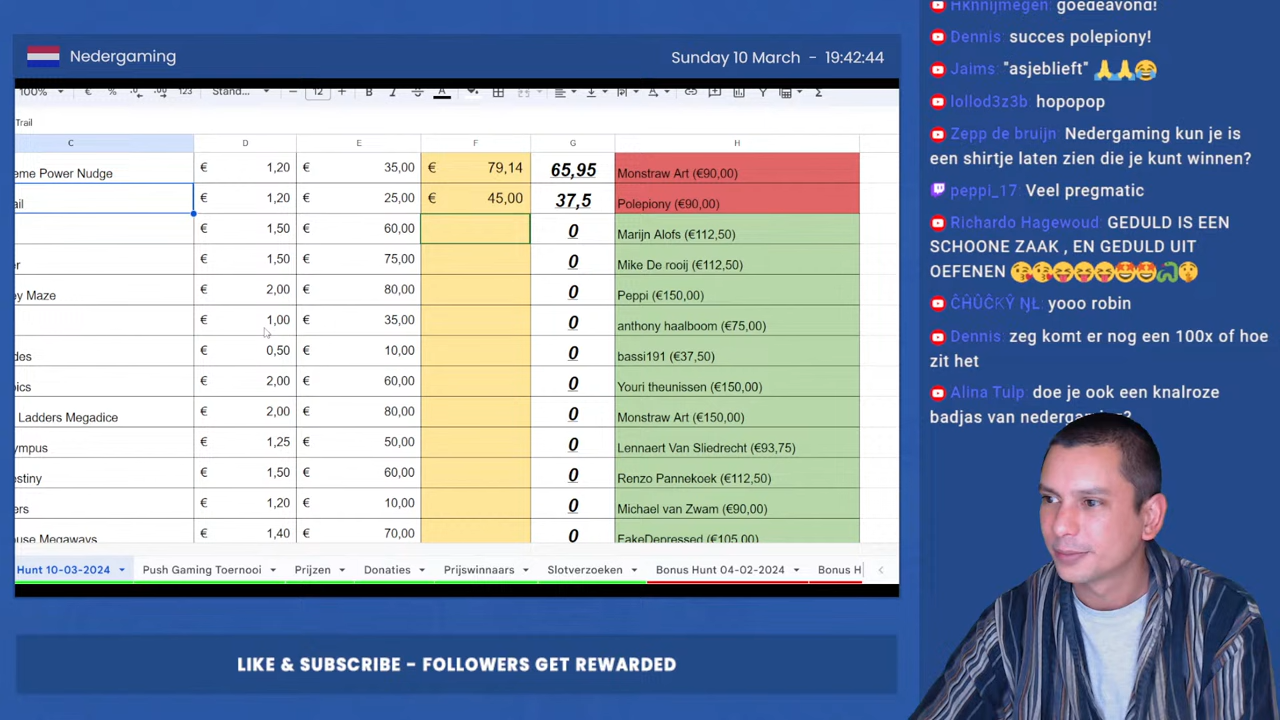 Nedergaming
Sunday 10 March - 19:42:44
100% € % .0 .00 123 Stand... − 12 + B I S A
Trail
C D E F G H
eme Power Nudge € 1,20 € 35,00 € 79,14 65,95 Monstraw Art (€90,00)
ail € 1,20 € 25,00 € 45,00 37,5 Polepiony (€90,00)
€ 1,50 € 60,00 0 Marijn Alofs (€112,50)
r € 1,50 € 75,00 0 Mike De rooij (€112,50)
y Maze € 2,00 € 80,00 0 Peppi (€150,00)
€ 1,00 € 35,00 0 anthony haalboom (€75,00)
des € 0,50 € 10,00 0 bassi191 (€37,50)
ics € 2,00 € 60,00 0 Youri theunissen (€150,00)
Ladders Megadice € 2,00 € 80,00 0 Monstraw Art (€150,00)
ympus € 1,25 € 50,00 0 Lennaert Van Sliedrecht (€93,75)
estiny € 1,50 € 60,00 0 Renzo Pannekoek (€112,50)
ers € 1,20 € 10,00 0 Michael van Zwam (€90,00)
use Megaways € 1,40 € 70,00 0 FakeDepressed (€105,00)
Hunt 10-03-2024 Push Gaming Toernooi Prijzen Donaties Prijswinnaars Slotverzoeken Bonus Hunt 04-02-2024 Bonus H
LIKE & SUBSCRIBE - FOLLOWERS GET REWARDED
Hknnijmegen: goedeavond!
Dennis: succes polepiony!
Jaims: "asjeblieft" 🙏🙏😂
lollod3z3b: hopopop
Zepp de bruijn: Nedergaming kun je is
een shirtje laten zien die je kunt winnen?
peppi_17: Veel pregmatic
Richardo Hagewoud: GEDULD IS EEN
SCHOONE ZAAK , EN GEDULD UIT
OEFENEN
ĈĤÛĈҜŶ ŅĿ: yooo robin
Dennis: zeg komt er nog een 100x of hoe
zit het
Alina Tulp: doe je ook een knalroze
badjas van nedergaming?